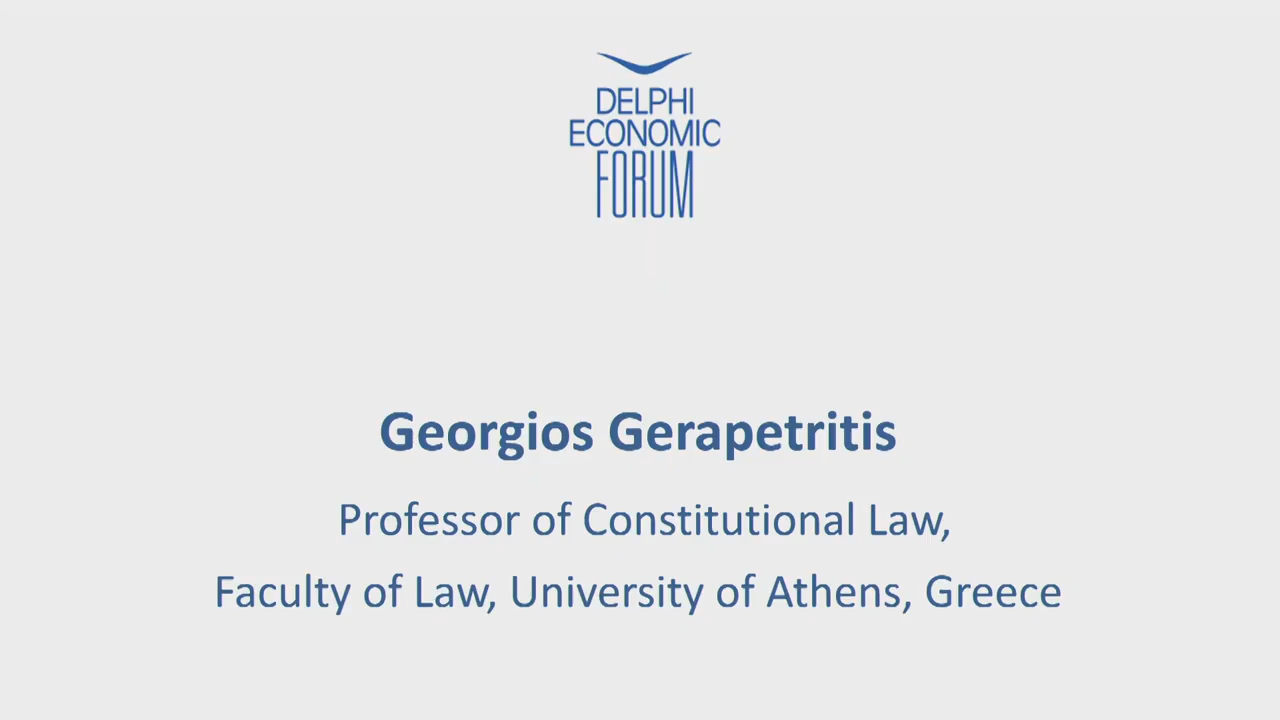 DELPHI
ECONOMIC
FORUM
Georgios Gerapetritis
Professor of Constitutional Law,
Faculty of Law, University of Athens, Greece